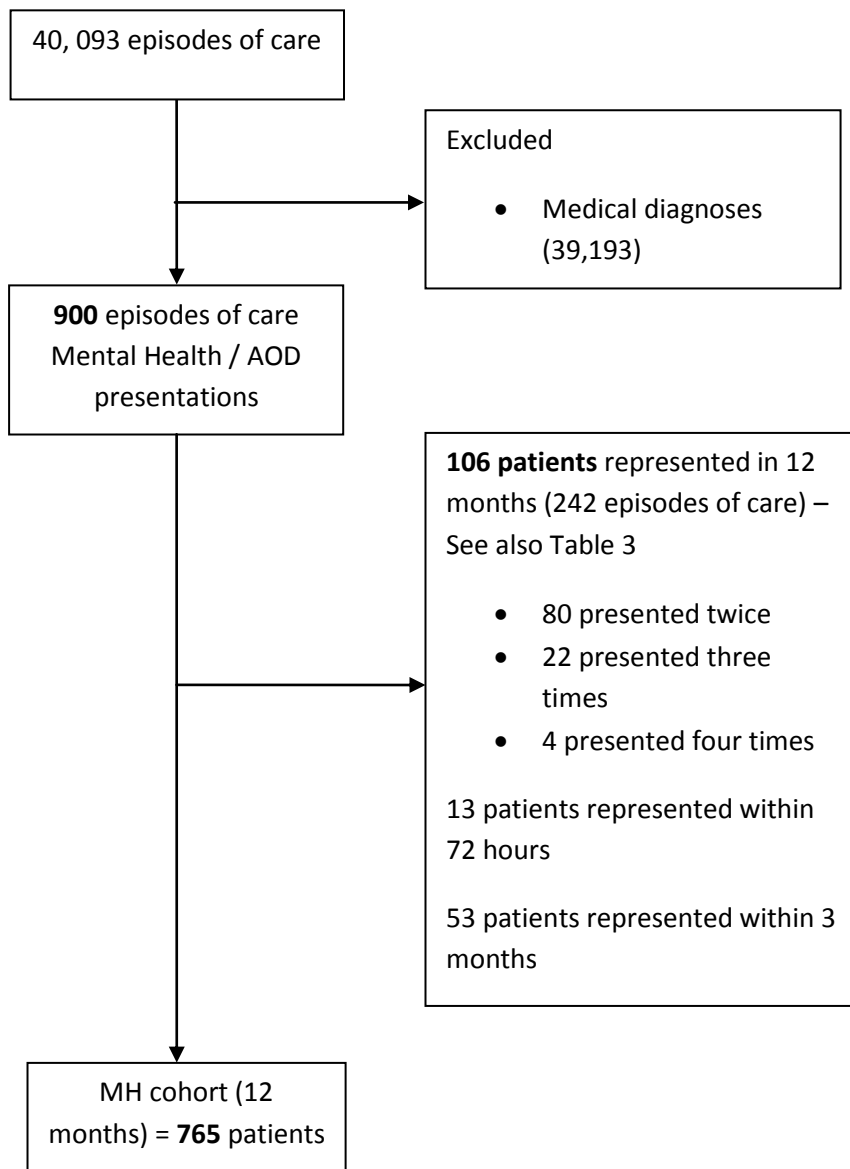 40, 093 episodes of care
Excluded
• Medical diagnoses
(39,193)
900 episodes of care
Mental Health / AOD
presentations
106 patients represented in 12
months (242 episodes of care) –
See also Table 3
• 80 presented twice
• 22 presented three
times
• 4 presented four times
13 patients represented within
72 hours
53 patients represented within 3
months
MH cohort (12
months) = 765 patients